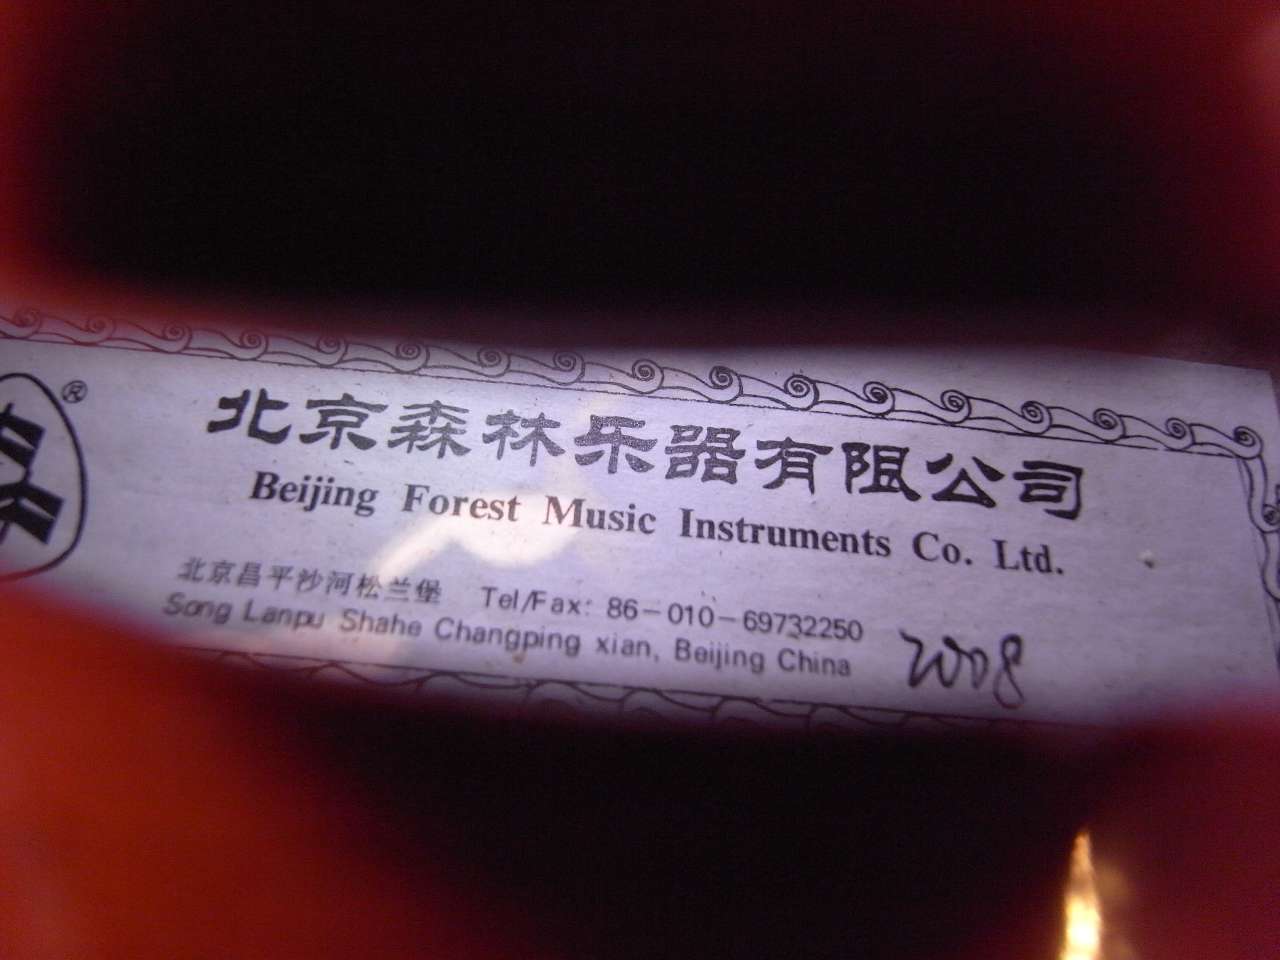 ®
北京森林乐器有限公司
Beijing Forest Music Instruments Co. Ltd.
北京昌平沙河松兰堡 Tel/Fax: 86-010-69732250
Song Lanpu Shahe Changping xian, Beijing China
2008